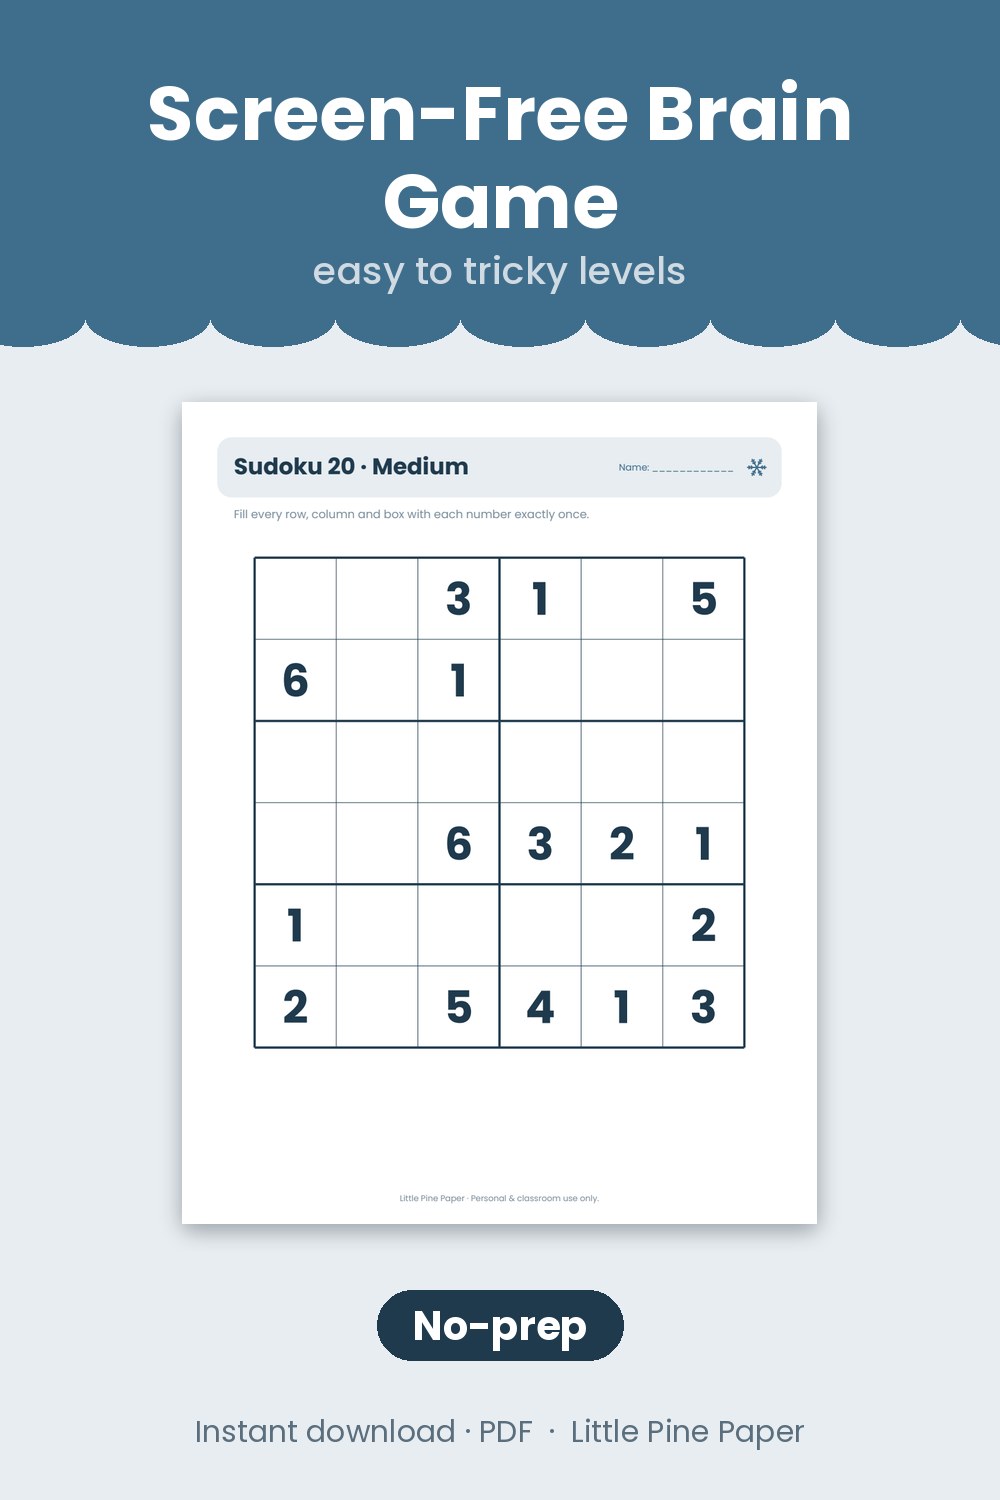 Screen-Free Brain
Game
easy to tricky levels
Sudoku 20 · Medium
Name: ____________
Fill every row, column and box with each number exactly once.
3 1 5
6 1
6 3 2 1
1 2
2 5 4 1 3
Little Pine Paper · Personal & classroom use only.
No-prep
Instant download · PDF · Little Pine Paper